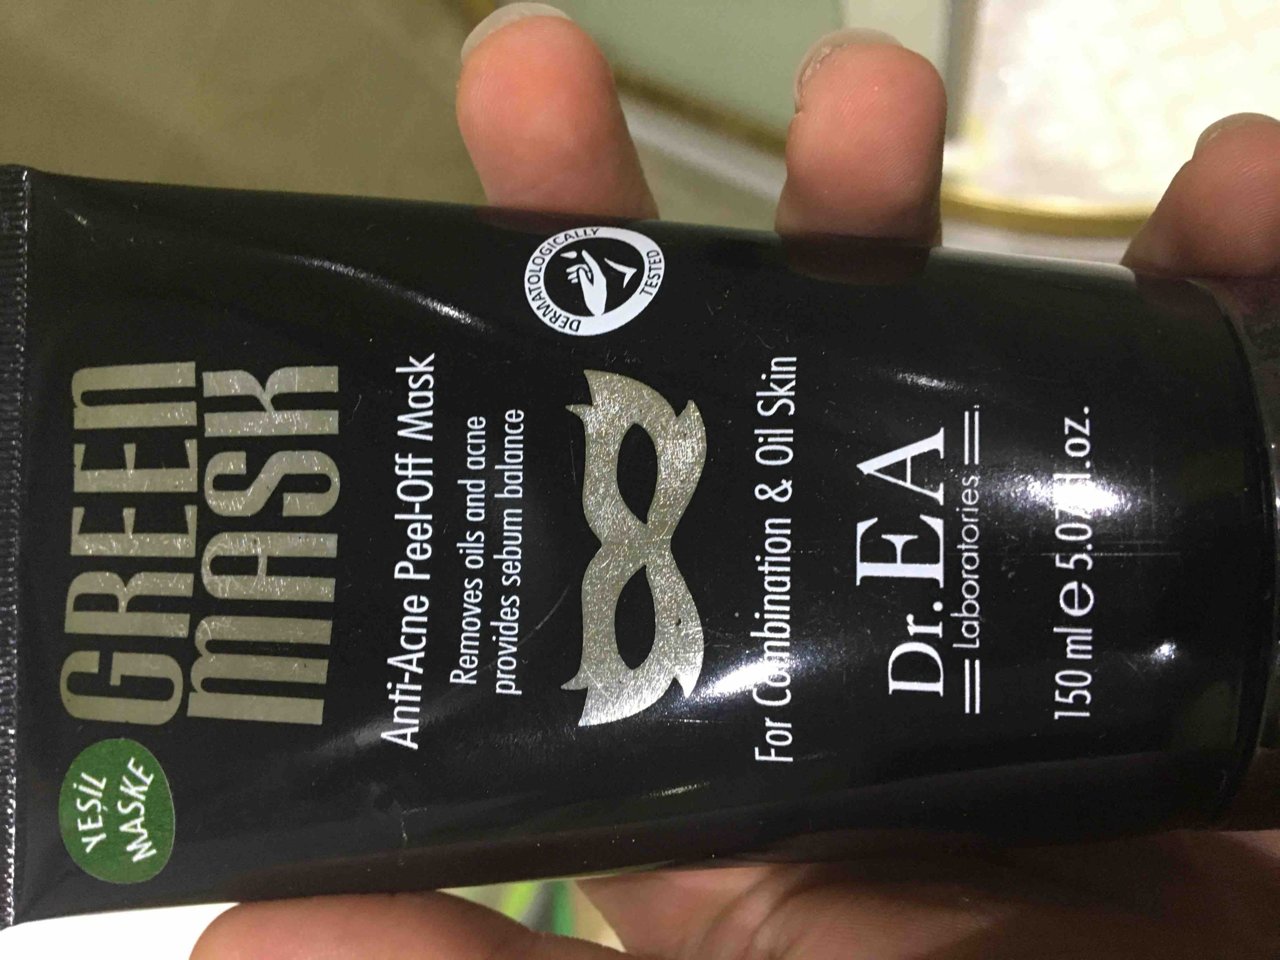 YEŞİL
MASKE
GREEN
MASK
Anti-Acne Peel-Off Mask
Removes oils and acne
provides sebum balance
DERMATOLOGICALLY
TESTED
For Combination & Oil Skin
Dr. EA
Laboratories
150 ml e 5.07 fl.oz.